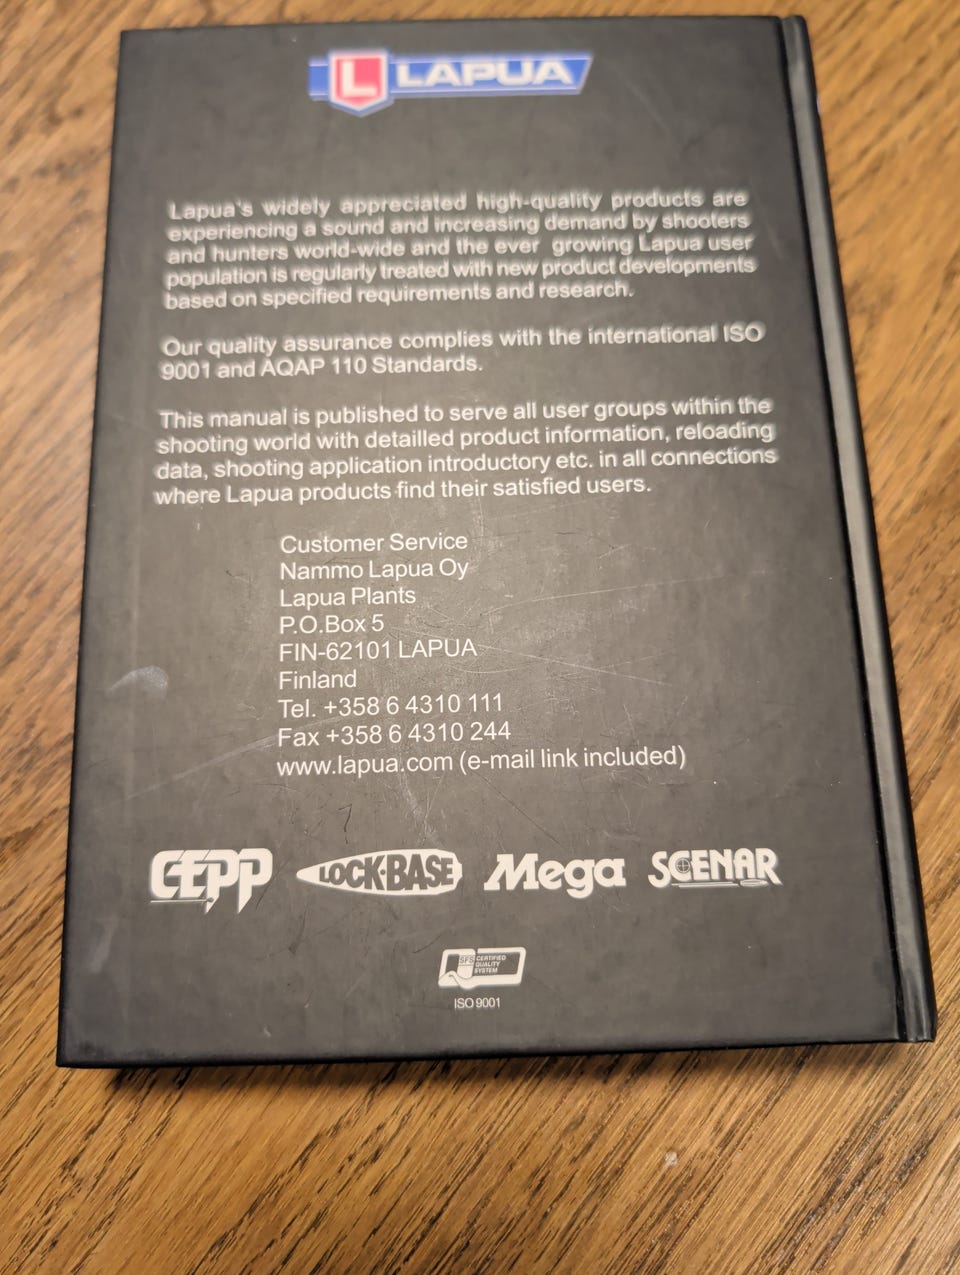 L LAPUA
Lapua's widely appreciated high-quality products are
experiencing a sound and increasing demand by shooters
and hunters world-wide and the ever growing Lapua user
population is regularly treated with new product developments
based on specified requirements and research.
Our quality assurance complies with the international ISO
9001 and AQAP 110 Standards.
This manual is published to serve all user groups within the
shooting world with detailled product information, reloading
data, shooting application introductory etc. in all connections
where Lapua products find their satisfied users.
Customer Service
Nammo Lapua Oy
Lapua Plants
P.O.Box 5
FIN-62101 LAPUA
Finland
Tel. +358 6 4310 111
Fax +358 6 4310 244
www.lapua.com (e-mail link included)
CEPP LOCK·BASE Mega SCENAR
SFS CERTIFIED
QUALITY
SYSTEM
ISO 9001